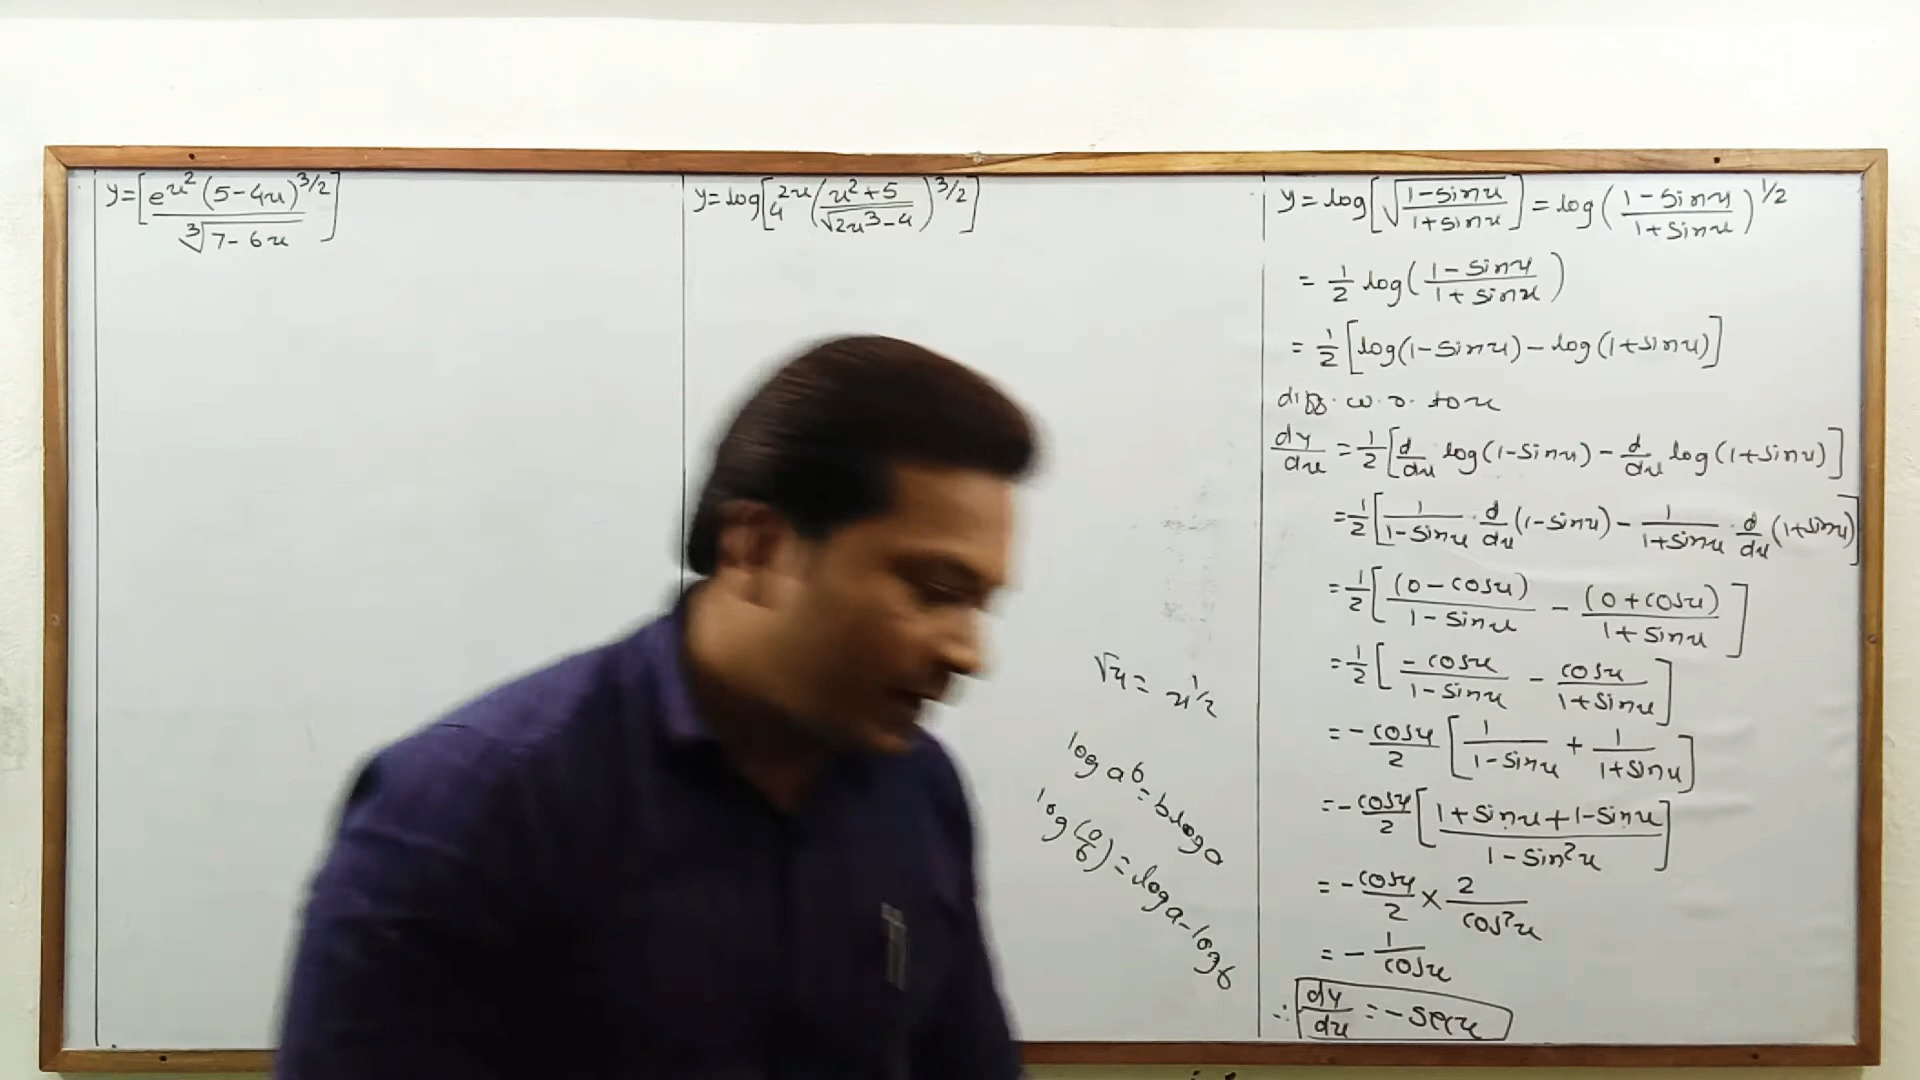 y=[e^x² (5-4x)^3/2 / ∛7-6x]
y=log[4^2x (x²+5 / √2x³-4)^3/2]
√x = x^1/2
log a^b = b log a
log(a/b) = log a - log b
y = log[√1-sinx / 1+sinx] = log(1-sinx / 1+sinx)^1/2
= 1/2 log(1-sinx / 1+sinx)
= 1/2 [log(1-sinx) - log(1+sinx)]
diff. w.r. to x
dy/dx = 1/2 [d/dx log(1-sinx) - d/dx log(1+sinx)]
= 1/2 [1/1-sinx · d/dx (1-sinx) - 1/1+sinx · d/dx (1+sinx)]
= 1/2 [(0-cosx) / 1-sinx - (0+cosx) / 1+sinx]
= 1/2 [-cosx / 1-sinx - cosx / 1+sinx]
= -cosx/2 [1/1-sinx + 1/1+sinx]
= -cosx/2 [1+sinx+1-sinx / 1-sin²x]
= -cosx/2 × 2/cos²x
= -1/cosx
∴ dy/dx = -secx